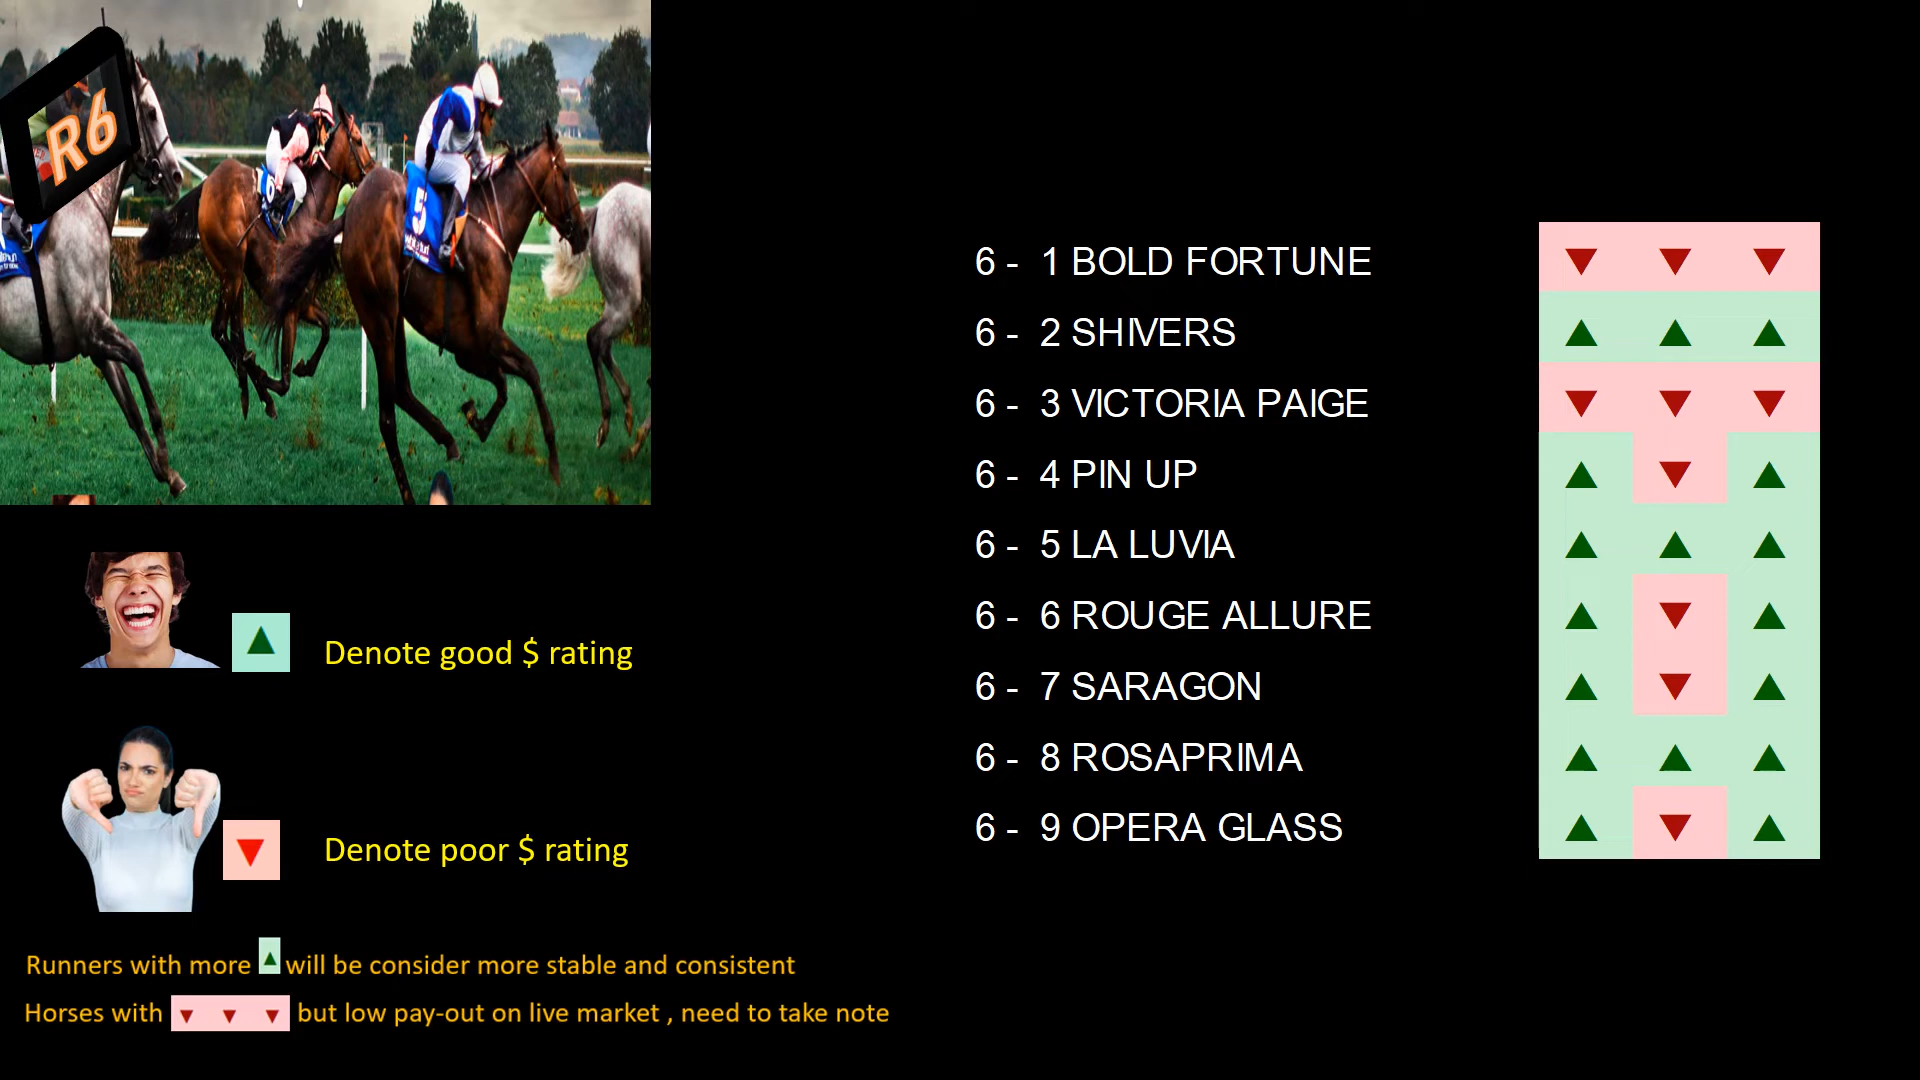 R6
6
5
6 - 1 BOLD FORTUNE ▼ ▼ ▼
6 - 2 SHIVERS ▲ ▲ ▲
6 - 3 VICTORIA PAIGE ▼ ▼ ▼
6 - 4 PIN UP ▲ ▼ ▲
6 - 5 LA LUVIA ▲ ▲ ▲
6 - 6 ROUGE ALLURE ▲ ▼ ▲
6 - 7 SARAGON ▲ ▼ ▲
6 - 8 ROSAPRIMA ▲ ▲ ▲
6 - 9 OPERA GLASS ▲ ▼ ▲
▲ Denote good $ rating
▼ Denote poor $ rating
Runners with more ▲ will be consider more stable and consistent
Horses with ▼ ▼ ▼ but low pay-out on live market , need to take note